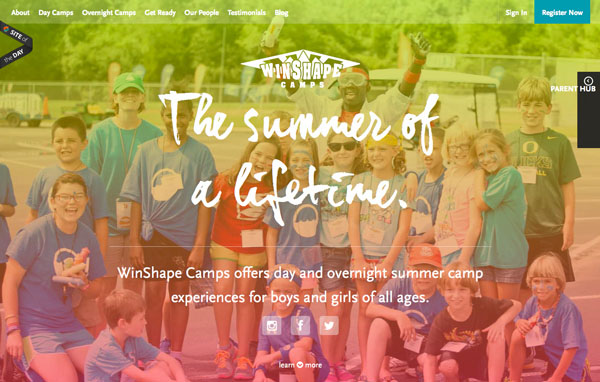 About Day Camps Overnight Camps Get Ready Our People Testimonials Blog Sign In Register Now
SITE of
the DAY
WINSHAPE
CAMPS
PARENT HUB
The summer of
a lifetime.
WinShape Camps offers day and overnight summer camp
experiences for boys and girls of all ages.
learn more
OREGON